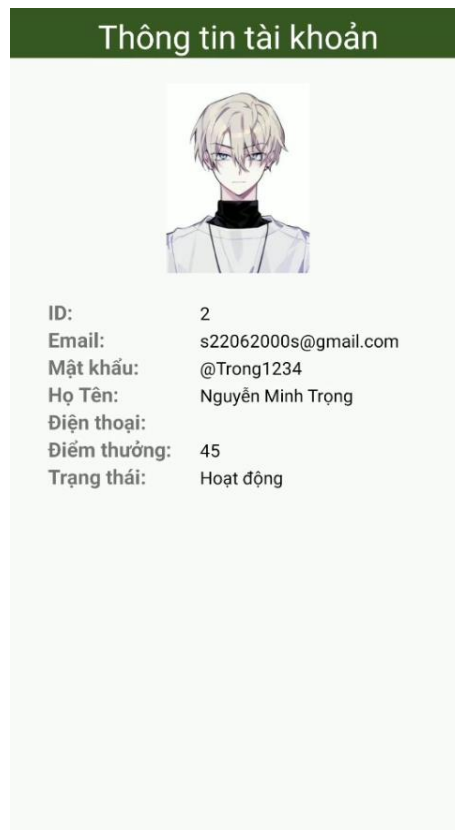 Thông tin tài khoản
ID: 2
Email: s22062000s@gmail.com
Mật khẩu: @Trong1234
Họ Tên: Nguyễn Minh Trọng
Điện thoại:
Điểm thưởng: 45
Trạng thái: Hoạt động